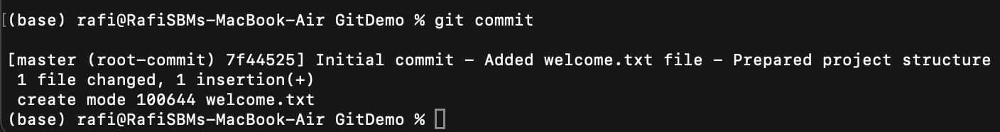 [(base) rafi@RafiSBMs-MacBook-Air GitDemo % git commit
[master (root-commit) 7f44525] Initial commit - Added welcome.txt file - Prepared project structure
1 file changed, 1 insertion(+)
create mode 100644 welcome.txt
(base) rafi@RafiSBMs-MacBook-Air GitDemo %